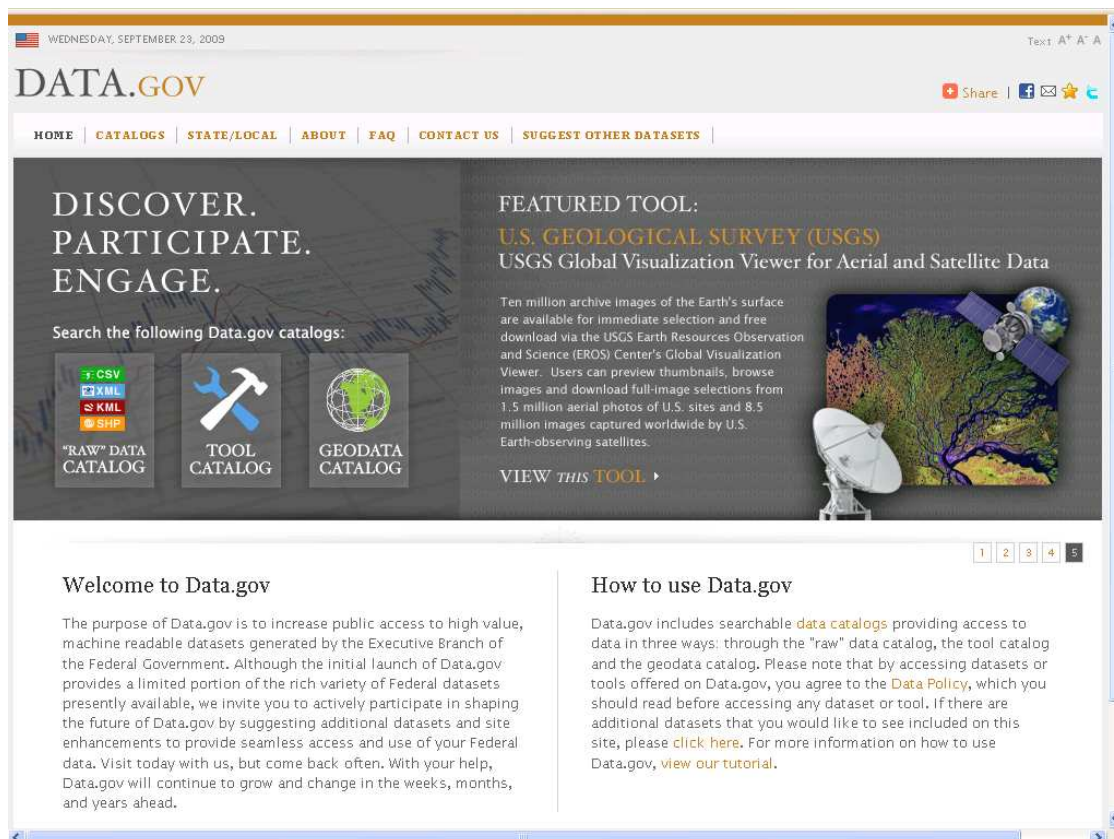 WEDNESDAY, SEPTEMBER 23, 2009
Text A+ A- A
DATA.GOV
Share |
HOME | CATALOGS | STATE/LOCAL | ABOUT | FAQ | CONTACT US | SUGGEST OTHER DATASETS |
DISCOVER.
PARTICIPATE.
ENGAGE.
Search the following Data.gov catalogs:
CSV
XML
KML
SHP
"RAW" DATA
CATALOG
TOOL
CATALOG
GEODATA
CATALOG
FEATURED TOOL:
U.S. GEOLOGICAL SURVEY (USGS)
USGS Global Visualization Viewer for Aerial and Satellite Data
Ten million archive images of the Earth's surface
are available for immediate selection and free
download via the USGS Earth Resources Observation
and Science (EROS) Center's Global Visualization
Viewer. Users can preview thumbnails, browse
images and download full-image selections from
1.5 million aerial photos of U.S. sites and 8.5
million images captured worldwide by U.S.
Earth-observing satellites.
VIEW THIS TOOL
1 2 3 4 5
Welcome to Data.gov
The purpose of Data.gov is to increase public access to high value,
machine readable datasets generated by the Executive Branch of
the Federal Government. Although the initial launch of Data.gov
provides a limited portion of the rich variety of Federal datasets
presently available, we invite you to actively participate in shaping
the future of Data.gov by suggesting additional datasets and site
enhancements to provide seamless access and use of your Federal
data. Visit today with us, but come back often. With your help,
Data.gov will continue to grow and change in the weeks, months,
and years ahead.
How to use Data.gov
Data.gov includes searchable data catalogs providing access to
data in three ways: through the "raw" data catalog, the tool catalog
and the geodata catalog. Please note that by accessing datasets or
tools offered on Data.gov, you agree to the Data Policy, which you
should read before accessing any dataset or tool. If there are
additional datasets that you would like to see included on this
site, please click here. For more information on how to use
Data.gov, view our tutorial.